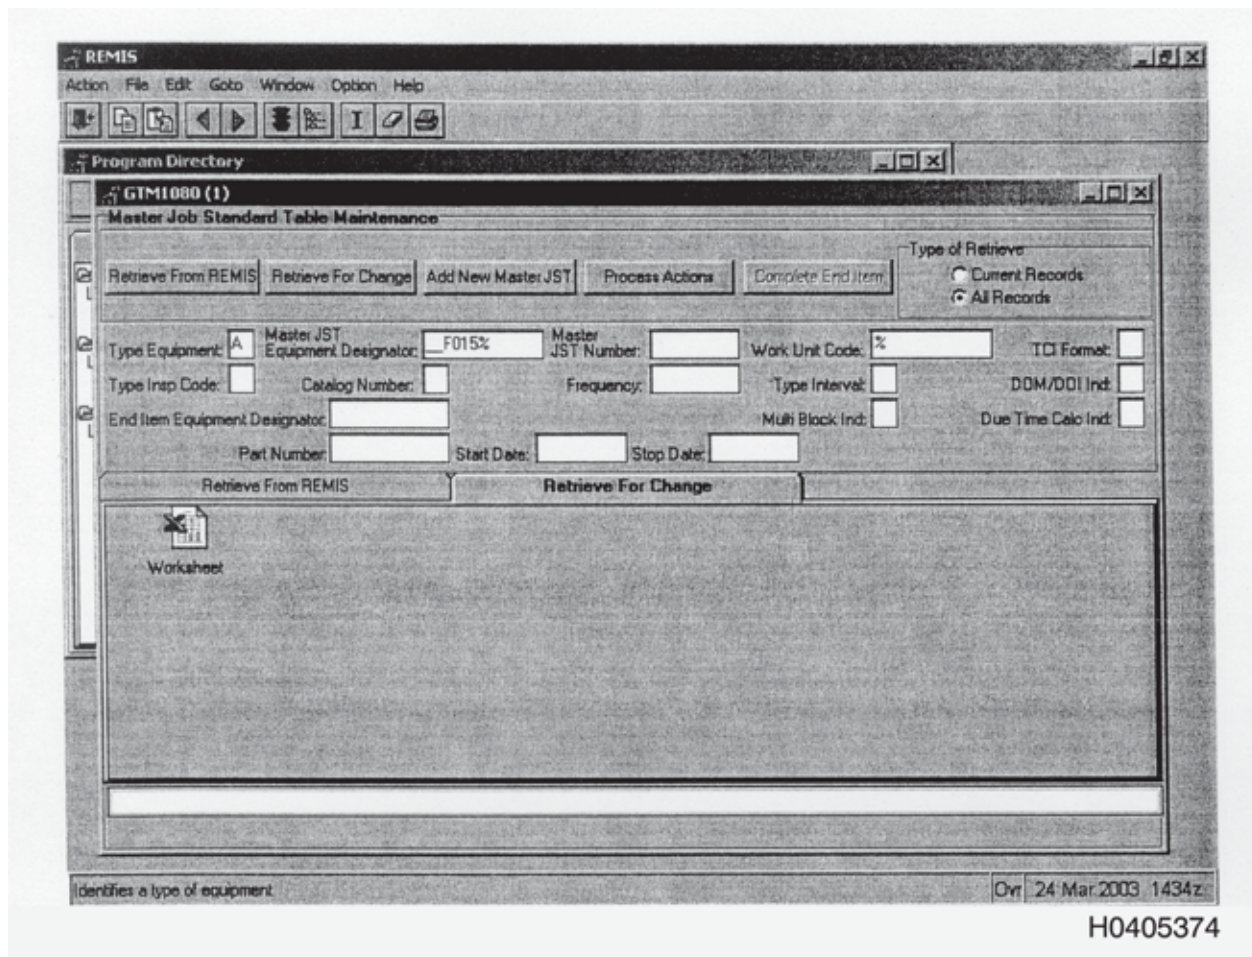 REMIS
Action File Edit Goto Window Option Help
Program Directory
GTM1080 (1)
Master Job Standard Table Maintenance
Retrieve From REMIS Retrieve For Change Add New Master JST Process Actions Complete End Item
Type of Retrieve
Current Records
All Records
Type Equipment: A Master JST Equipment Designator: __F015% Master JST Number: Work Unit Code: % TCI Format:
Type Insp Code: Catalog Number: Frequency: Type Interval: DOM/DOI Ind:
End Item Equipment Designator: Multi Block Ind: Due Time Calc Ind:
Part Number: Start Date: Stop Date:
Retrieve From REMIS Retrieve For Change
Worksheet
Identifies a type of equipment Ovr 24 Mar 2003 1434z
H0405374